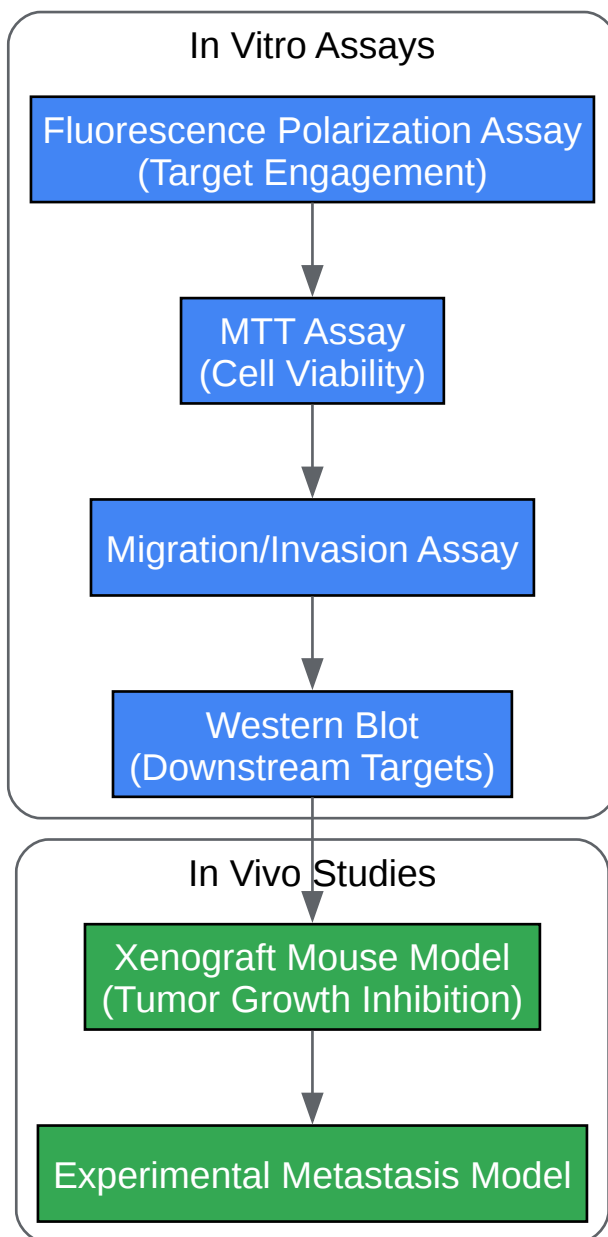 In Vitro Assays
Fluorescence Polarization Assay
(Target Engagement)
MTT Assay
(Cell Viability)
Migration/Invasion Assay
Western Blot
(Downstream Targets)
In Vivo Studies
Xenograft Mouse Model
(Tumor Growth Inhibition)
Experimental Metastasis Model